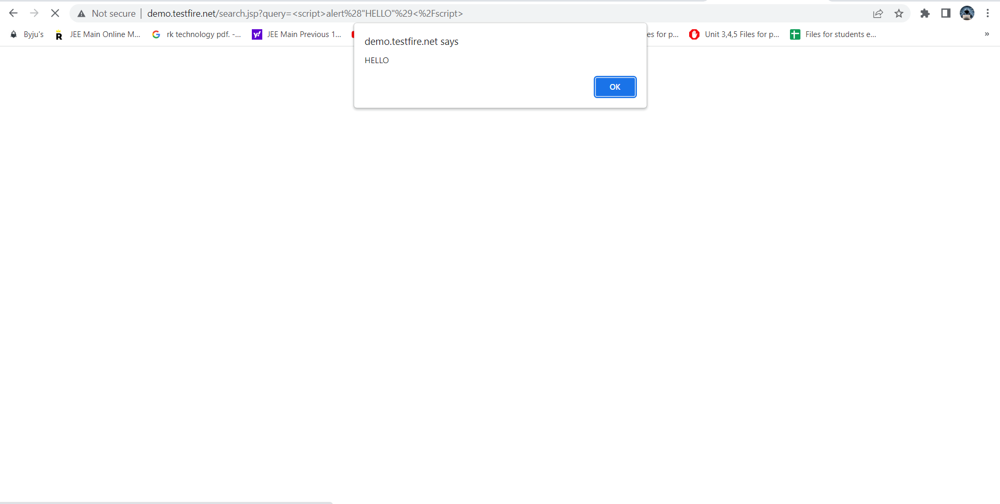 Not secure | demo.testfire.net/search.jsp?query=<script>alert%28"HELLO"%29<%2Fscript>
Byju's JEE Main Online M... rk technology pdf. -... JEE Main Previous 1... es for p... Unit 3,4,5 Files for p... Files for students e... »
demo.testfire.net says
HELLO
OK